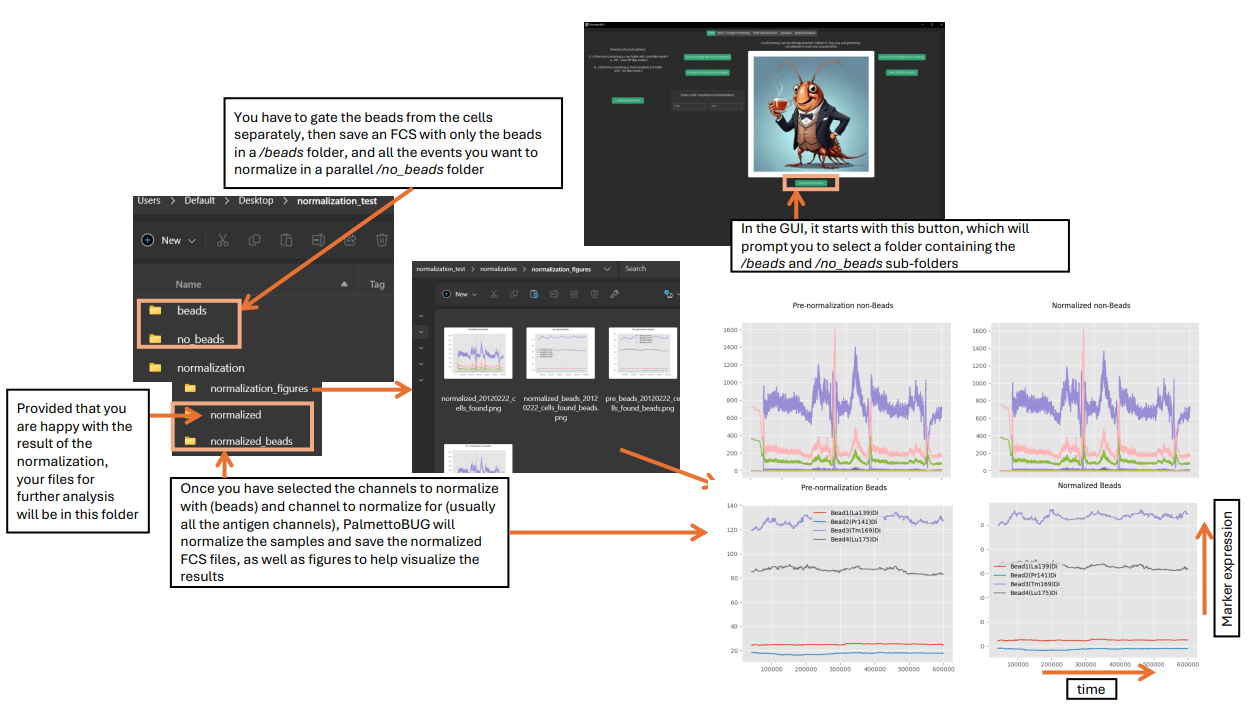 You have to gate the beads from the cells
separately, then save an FCS with only the beads
in a /beads folder, and all the events you want to
normalize in a parallel /no_beads folder
In the GUI, it starts with this button, which will
prompt you to select a folder containing the
/beads and /no_beads sub-folders
Users > Default > Desktop > normalization_test
New
Name
Tag
beads
no_beads
normalization
normalization_figures
normalized
normalized_beads
normalization_test > normalization > normalization_figures
Search
New
normalized_20120222_c
ells_found.png
normalized_beads_2012
0222_cells_found_beads.
png
pre_beads_20120222_ce
lls_found_beads.png
Provided that you
are happy with the
result of the
normalization,
your files for
further analysis
will be in this folder
Once you have selected the channels to normalize
with (beads) and channel to normalize for (usually
all the antigen channels), PalmettoBUG will
normalize the samples and save the normalized
FCS files, as well as figures to help visualize the
results
Pre-normalization non-Beads
1600
1400
1200
1000
800
600
400
200
0
Normalized non-Beads
1600
1400
1200
1000
800
600
400
200
0
Pre-normalization Beads
140
120
100
80
60
40
20
Bead1(La139)Di
Bead2(Pr141)Di
Bead3(Tm169)Di
Bead4(Lu175)Di
100000 200000 300000 400000 500000 600000
Normalized Beads
Bead1(La139)Di
Bead2(Pr141)Di
Bead3(Tm169)Di
Bead4(Lu175)Di
100000 200000 300000 400000 500000 600000
Marker expression
time